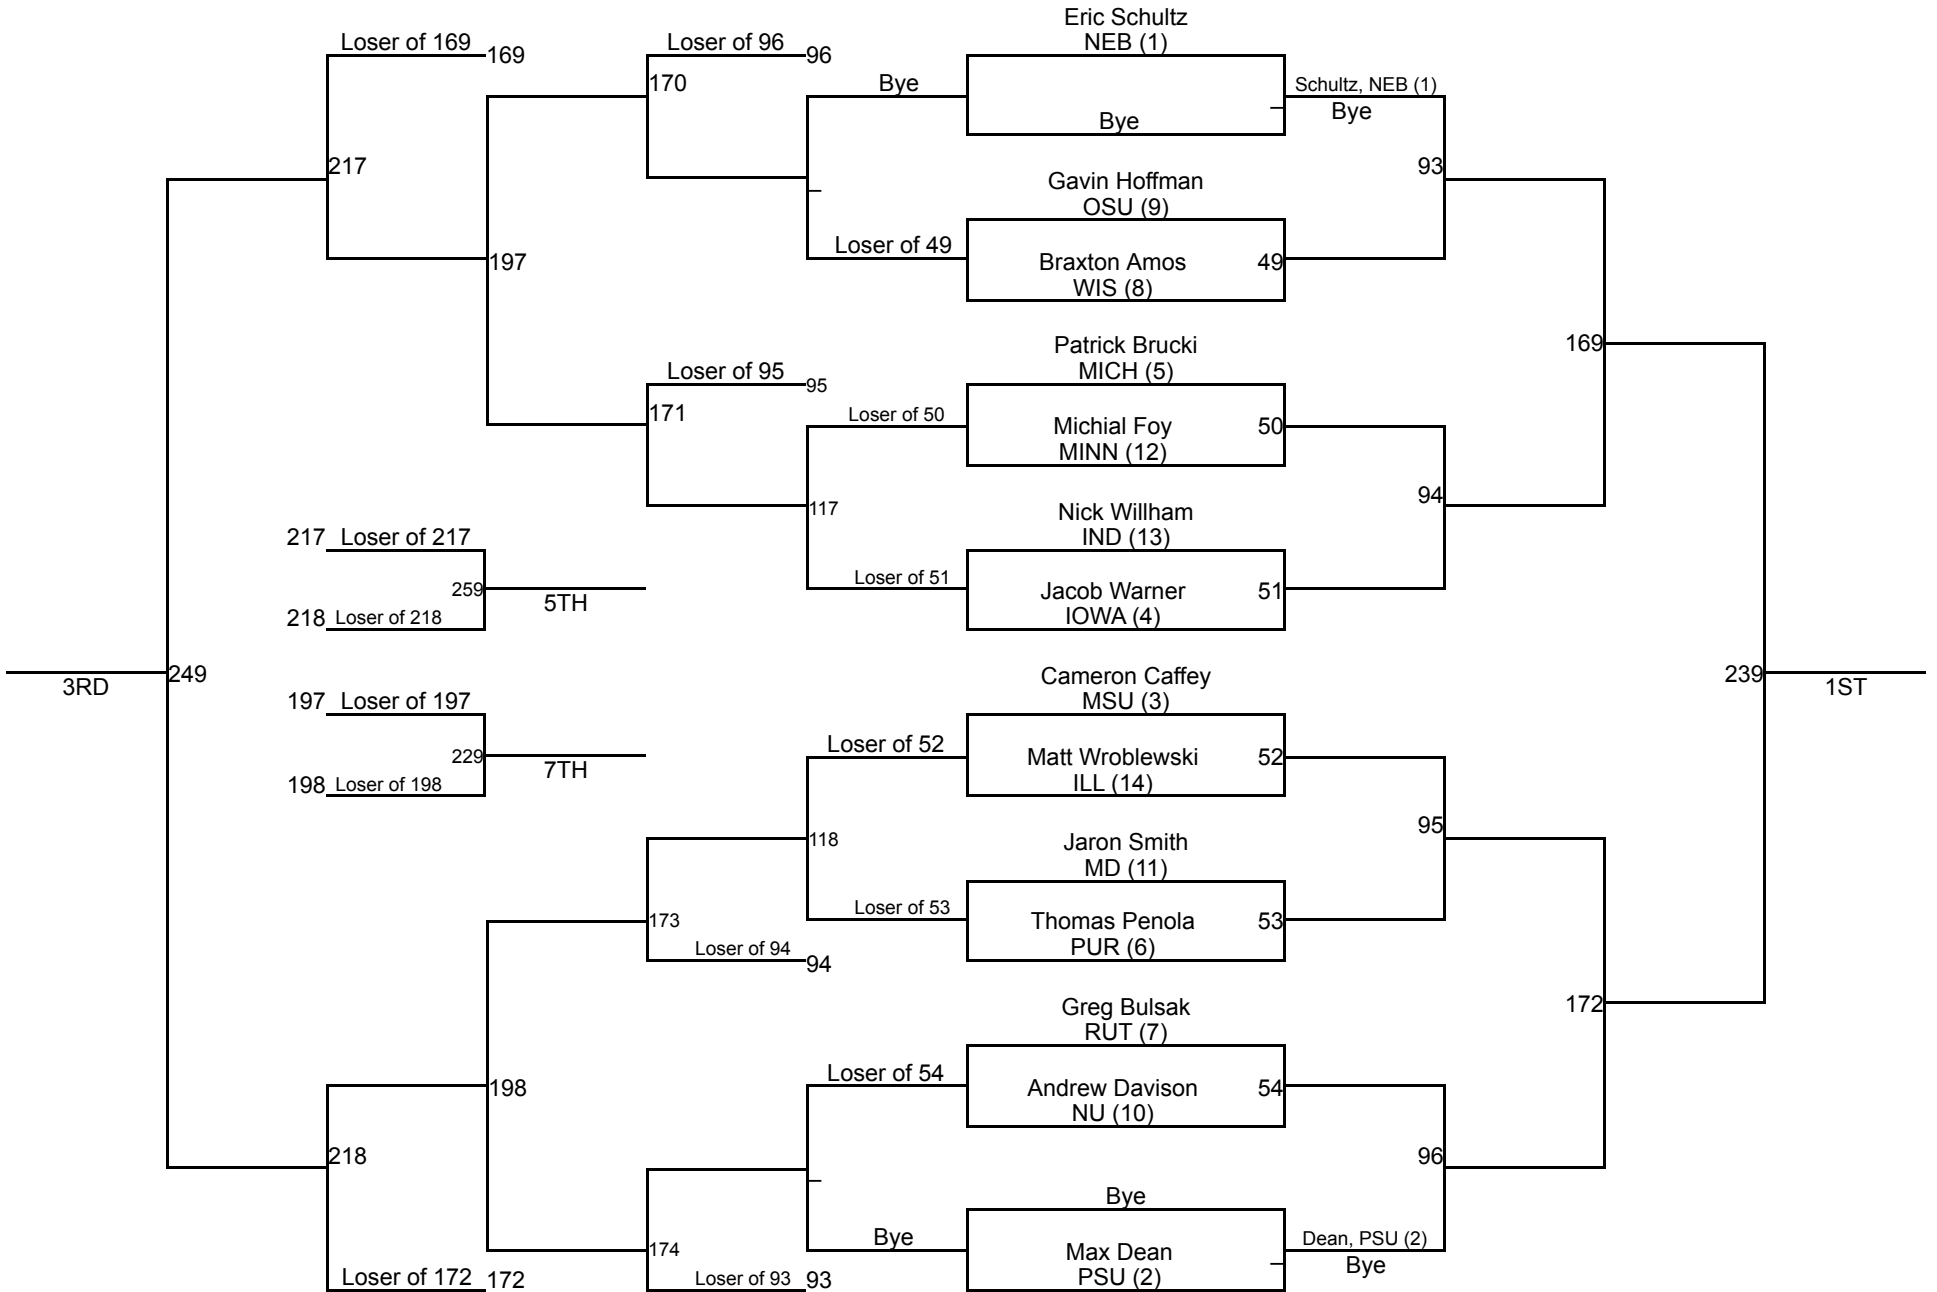 Eric Schultz
NEB (1)
Loser of 169
169
Loser of 96
96
170
Bye
Bye
Schultz, NEB (1)
Bye
217
93
Gavin Hoffman
OSU (9)
Loser of 49
Braxton Amos
WIS (8)
49
197
Patrick Brucki
MICH (5)
169
Loser of 95
95
171
Loser of 50
Michial Foy
MINN (12)
50
94
117
Nick Willham
IND (13)
217
Loser of 217
259
5TH
Loser of 51
Jacob Warner
IOWA (4)
51
218
Loser of 218
3RD
249
Cameron Caffey
MSU (3)
239
1ST
197
Loser of 197
229
7TH
198
Loser of 198
Loser of 52
Matt Wroblewski
ILL (14)
52
95
118
Jaron Smith
MD (11)
Loser of 53
Thomas Penola
PUR (6)
53
173
Loser of 94
94
Greg Bulsak
RUT (7)
172
Loser of 54
Andrew Davison
NU (10)
54
198
218
96
Bye
Bye
Max Dean
PSU (2)
Dean, PSU (2)
Bye
174
Loser of 172
172
Loser of 93
93